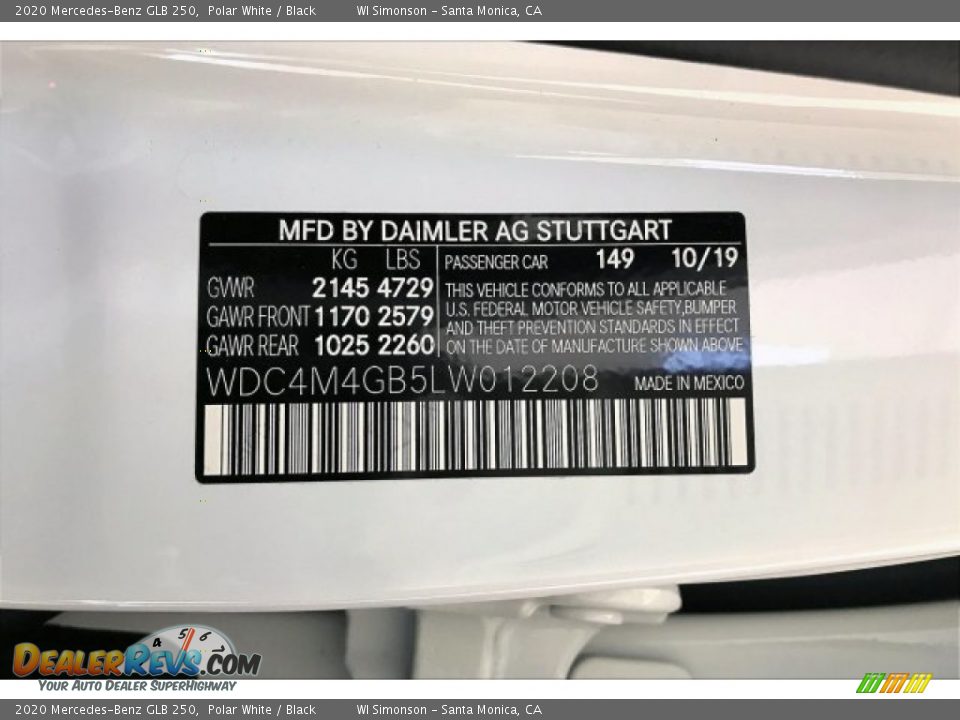 2020 Mercedes-Benz GLB 250, Polar White / Black WI Simonson - Santa Monica, CA
MFD BY DAIMLER AG STUTTGART
KG LBS PASSENGER CAR 149 10/19
GVWR 2145 4729
GAWR FRONT 1170 2579
GAWR REAR 1025 2260
THIS VEHICLE CONFORMS TO ALL APPLICABLE
U.S. FEDERAL MOTOR VEHICLE SAFETY, BUMPER
AND THEFT PREVENTION STANDARDS IN EFFECT
ON THE DATE OF MANUFACTURE SHOWN ABOVE
WDC4M4GB5LW012208 MADE IN MEXICO
4 5 6 7
DEALERREVS.COM
YOUR AUTO DEALER SUPERHIGHWAY
2020 Mercedes-Benz GLB 250, Polar White / Black WI Simonson - Santa Monica, CA